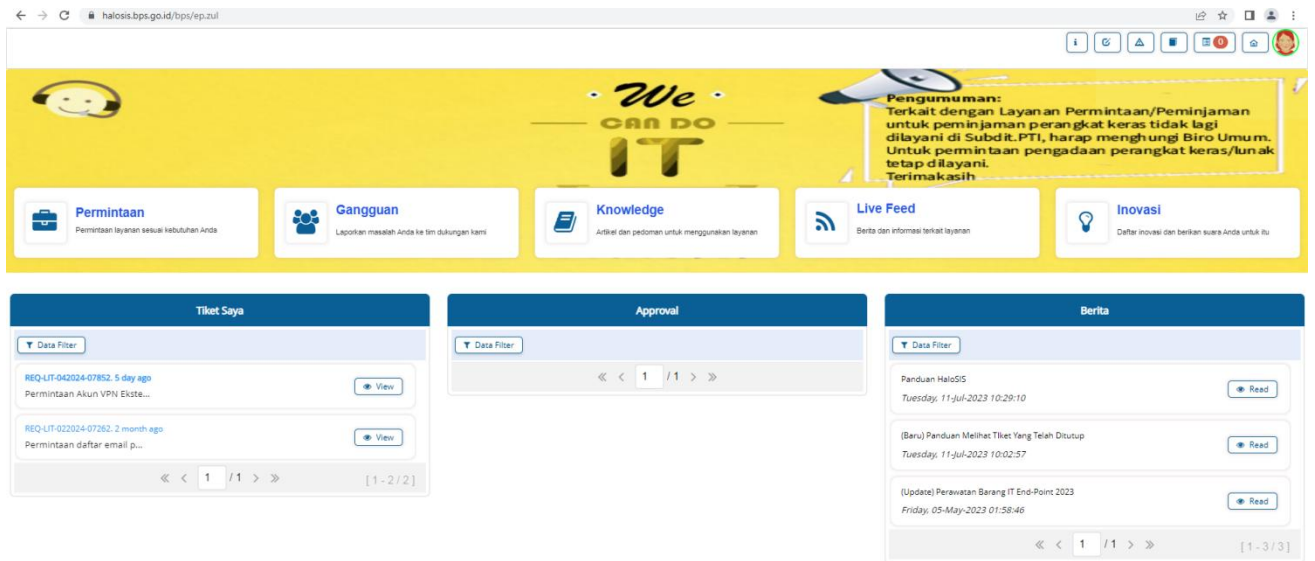 halosis.bps.go.id/bps/ep.zul
i
0
We
CAN DO
IT
Pengumuman:
Terkait dengan Layanan Permintaan/Peminjaman
untuk peminjaman perangkat keras tidak lagi
dilayani di Subdit.PTI, harap menghungi Biro Umum.
Untuk permintaan pengadaan perangkat keras/lunak
tetap dilayani.
Terimakasih
Permintaan
Permintaan layanan sesuai kebutuhan Anda
Gangguan
Laporkan masalah Anda ke tim dukungan kami
Knowledge
Artikel dan pedoman untuk menggunakan layanan
Live Feed
Berita dan informasi terkait layanan
Inovasi
Daftar inovasi dan berikan suara Anda untuk itu
Tiket Saya
Data Filter
REQ-LIT-042024-07852. 5 day ago
Permintaan Akun VPN Ekste...
View
REQ-LIT-022024-07262. 2 month ago
Permintaan daftar email p...
View
« < 1 / 1 > » [ 1 - 2 / 2 ]
Approval
Data Filter
« < 1 / 1 > »
Berita
Data Filter
Panduan HaloSIS
Tuesday, 11-Jul-2023 10:29:10
Read
(Baru) Panduan Melihat Tiket Yang Telah Ditutup
Tuesday, 11-Jul-2023 10:02:57
Read
(Update) Perawatan Barang IT End-Point 2023
Friday, 05-May-2023 01:58:46
Read
« < 1 / 1 > » [ 1 - 3 / 3 ]